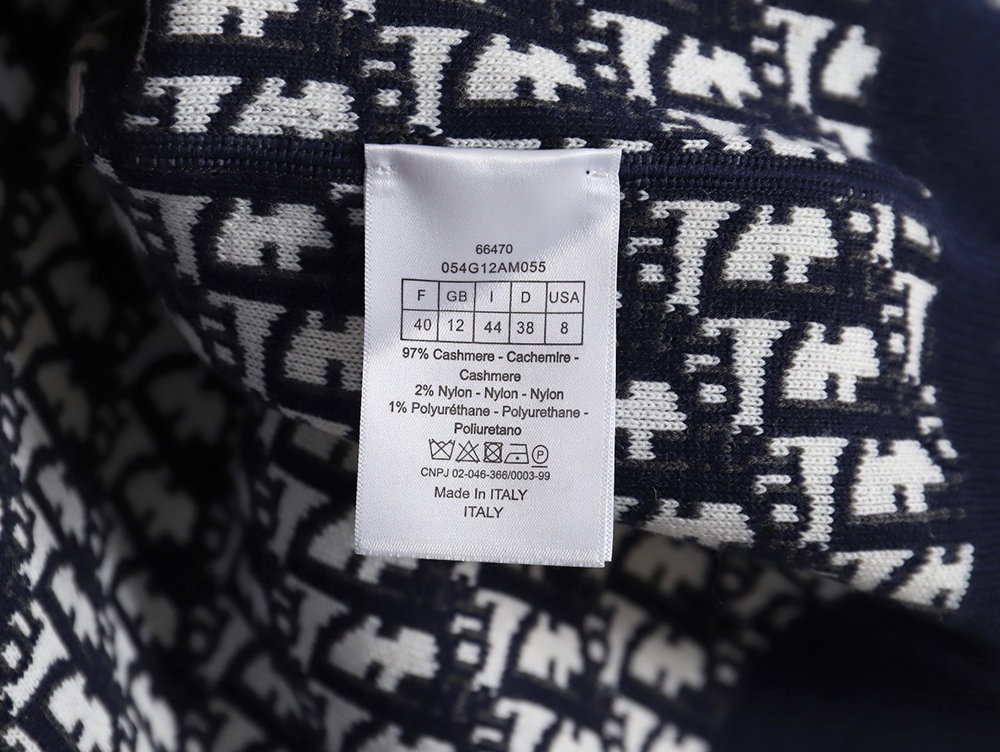 66470
054G12AM055
F GB I D USA
40 12 44 38 8
97% Cashmere - Cachemire -
Cashmere
2% Nylon - Nylon - Nylon
1% Polyuréthane - Polyurethane -
Poliuretano
P
CNPJ 02-046-366/0003-99
Made In ITALY
ITALY